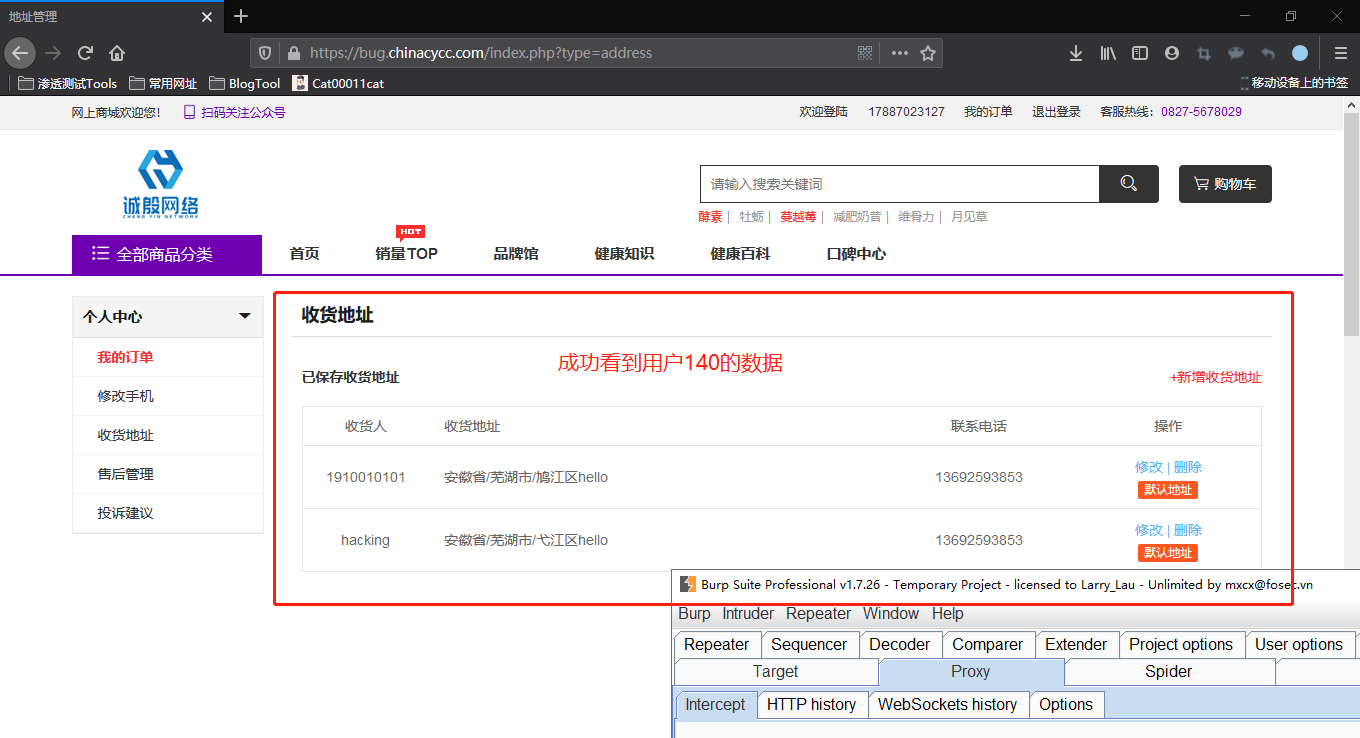 地址管理
https://bug.chinacycc.com/index.php?type=address
渗透测试Tools 常用网址 BlogTool Cat00011cat 移动设备上的书签
网上商城欢迎您! 扫码关注公众号 欢迎登陆 17887023127 我的订单 退出登录 客服热线: 0827-5678029
诚殷网络
CHENG YIN NETWORK
请输入搜索关键词 购物车
酵素 | 牡蛎 | 蔓越莓 | 减肥奶昔 | 维骨力 | 月见草
HOT
全部商品分类 首页 销量TOP 品牌馆 健康知识 健康百科 口碑中心
个人中心
我的订单
修改手机
收货地址
售后管理
投诉建议
收货地址
成功看到用户140的数据
已保存收货地址 +新增收货地址
收货人 收货地址 联系电话 操作
1910010101 安徽省/芜湖市/鸠江区hello 13692593853 修改 | 删除
默认地址
hacking 安徽省/芜湖市/弋江区hello 13692593853 修改 | 删除
默认地址
Burp Suite Professional v1.7.26 - Temporary Project - licensed to Larry_Lau - Unlimited by mxcx@fosec.vn
Burp Intruder Repeater Window Help
Repeater Sequencer Decoder Comparer Extender Project options User options
Target Proxy Spider
Intercept HTTP history WebSockets history Options